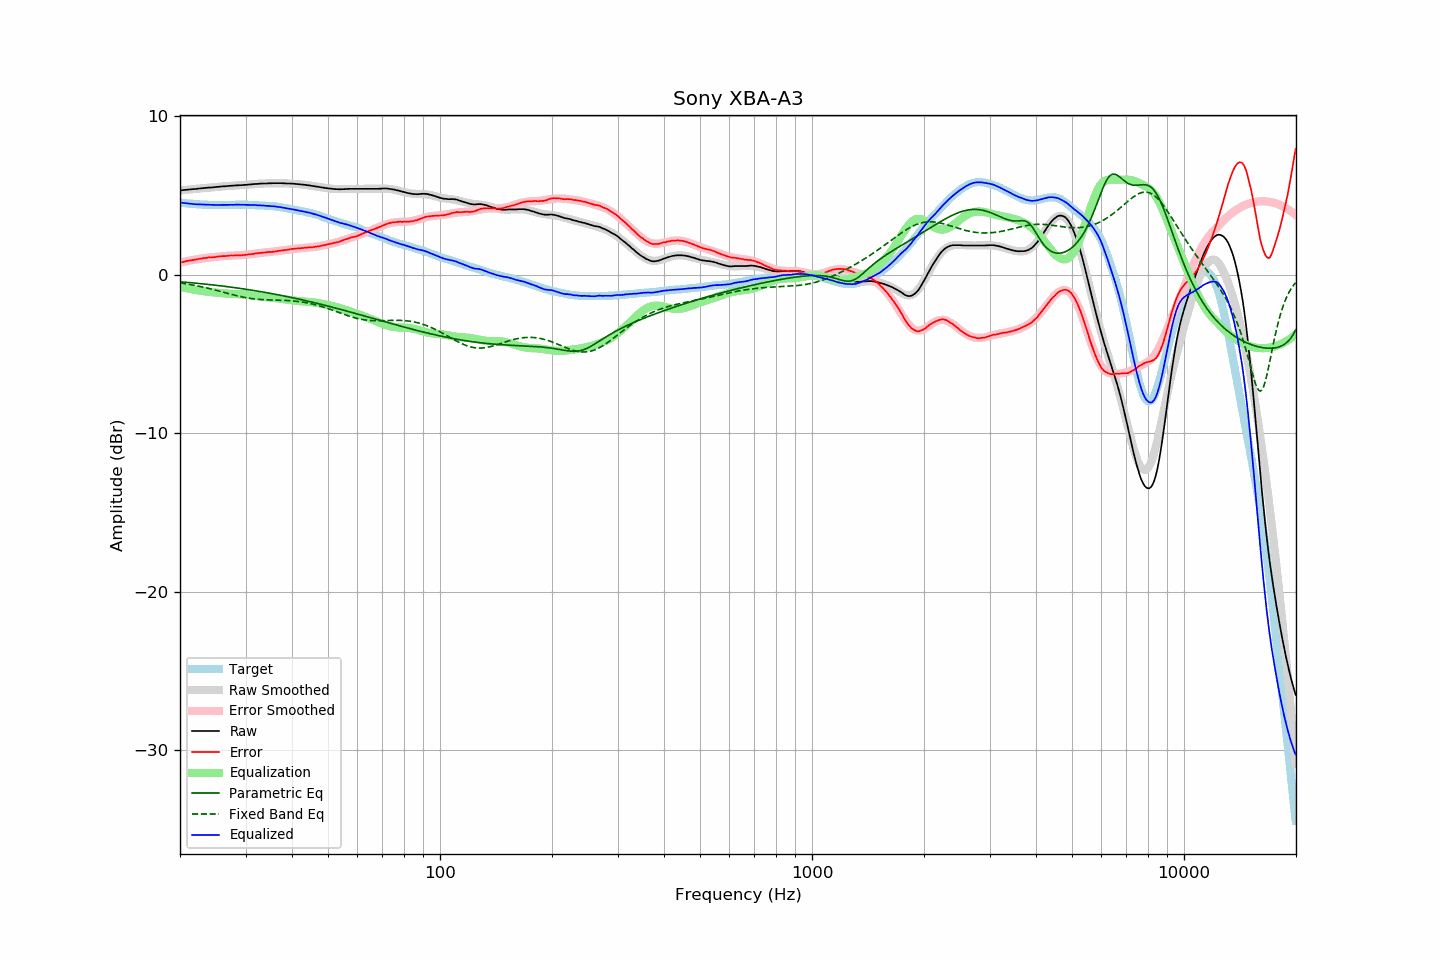 Sony XBA-A3
10
0
−10
−20
−30
Amplitude (dBr)
100
1000
10000
Frequency (Hz)
Target
Raw Smoothed
Error Smoothed
Raw
Error
Equalization
Parametric Eq
Fixed Band Eq
Equalized